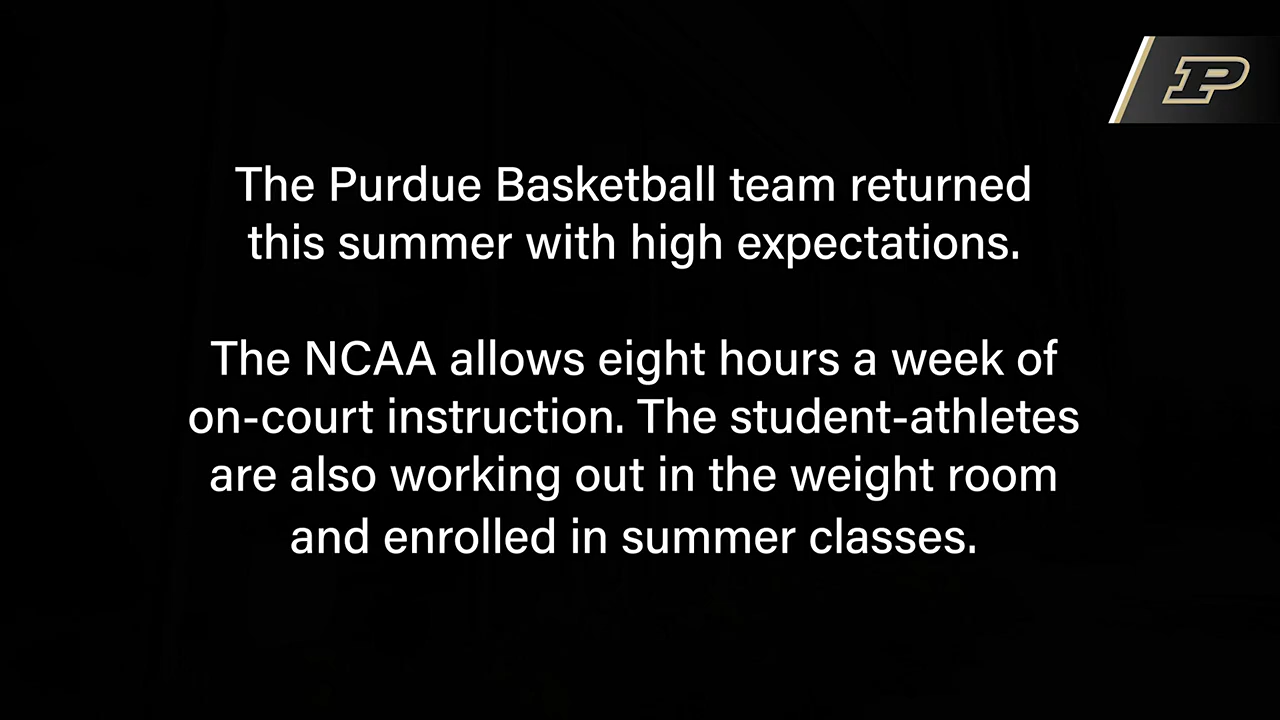 P
The Purdue Basketball team returned
this summer with high expectations.
The NCAA allows eight hours a week of
on-court instruction. The student-athletes
are also working out in the weight room
and enrolled in summer classes.